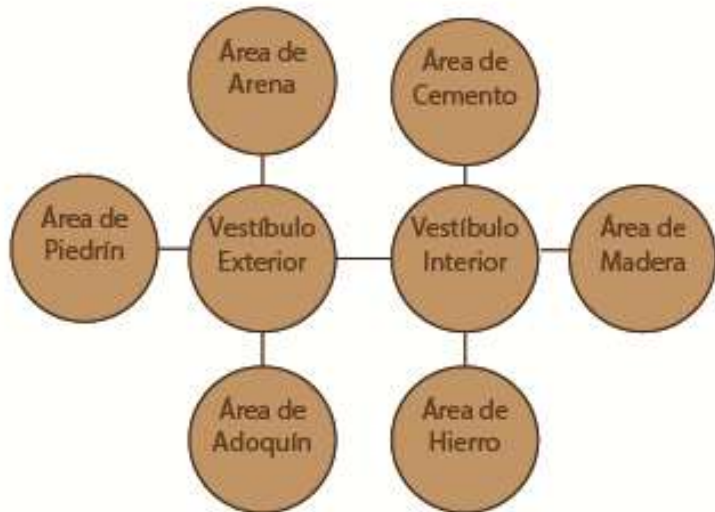 Área de
Arena
Área de
Cemento
Área de
Piedrín
Vestíbulo
Exterior
Vestíbulo
Interior
Área de
Madera
Área de
Adoquín
Área de
Hierro